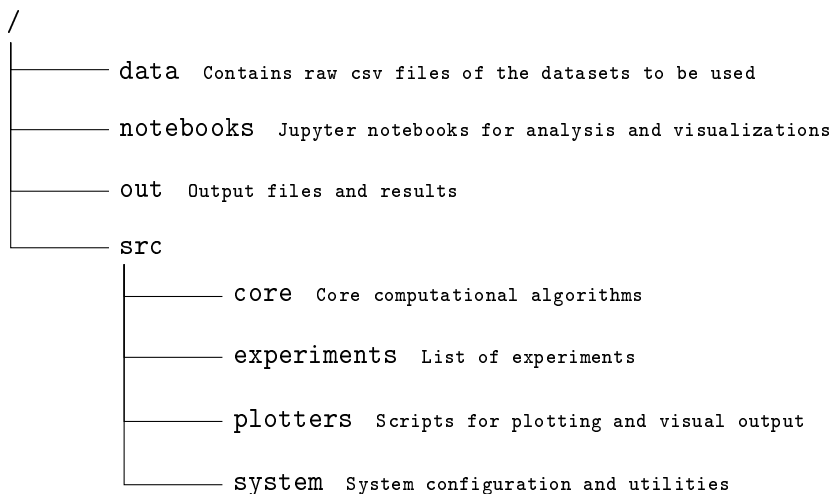 /
data Contains raw csv files of the datasets to be used
notebooks Jupyter notebooks for analysis and visualizations
out Output files and results
src
core Core computational algorithms
experiments List of experiments
plotters Scripts for plotting and visual output
system System configuration and utilities